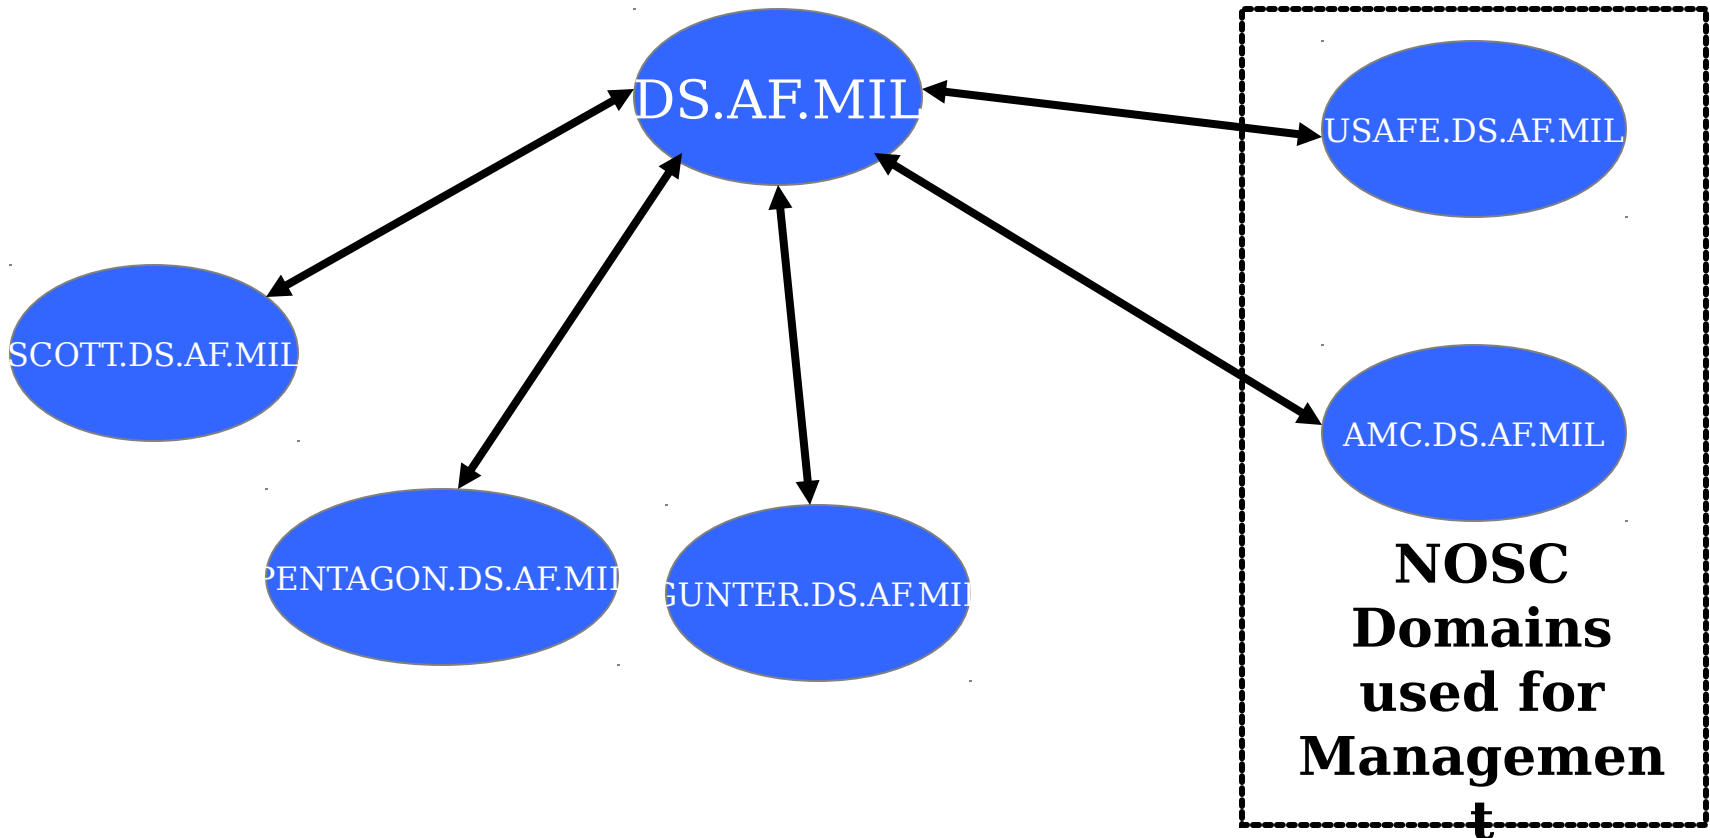 DS.AF.MIL
USAFE.DS.AF.MIL
SCOTT.DS.AF.MIL
AMC.DS.AF.MIL
PENTAGON.DS.AF.MIL
GUNTER.DS.AF.MIL
NOSC
Domains
used for
Managemen
t